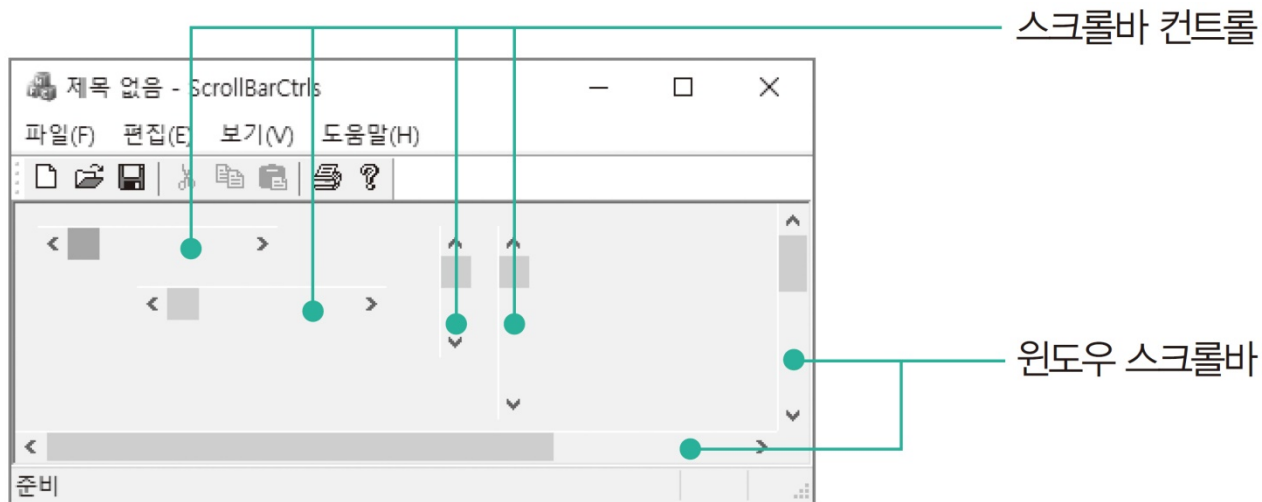 스크롤바 컨트롤
제목 없음 - ScrollBarCtrls
파일(F) 편집(E) 보기(V) 도움말(H)
윈도우 스크롤바
준비